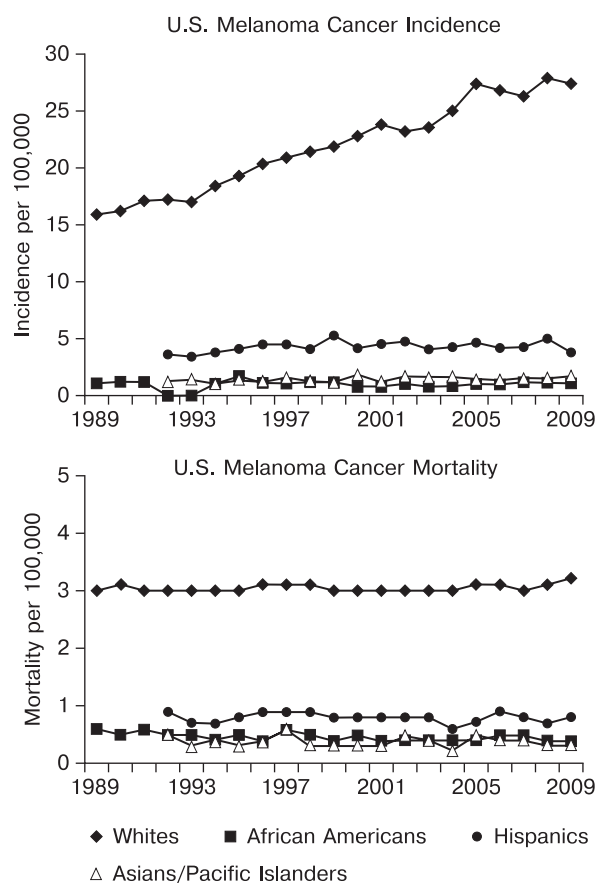 U.S. Melanoma Cancer Incidence
30
25
20
15
10
5
0
Incidence per 100,000
1989 1993 1997 2001 2005 2009
U.S. Melanoma Cancer Mortality
5
4
3
2
1
0
Mortality per 100,000
1989 1993 1997 2001 2005 2009
Whites African Americans Hispanics
Asians/Pacific Islanders